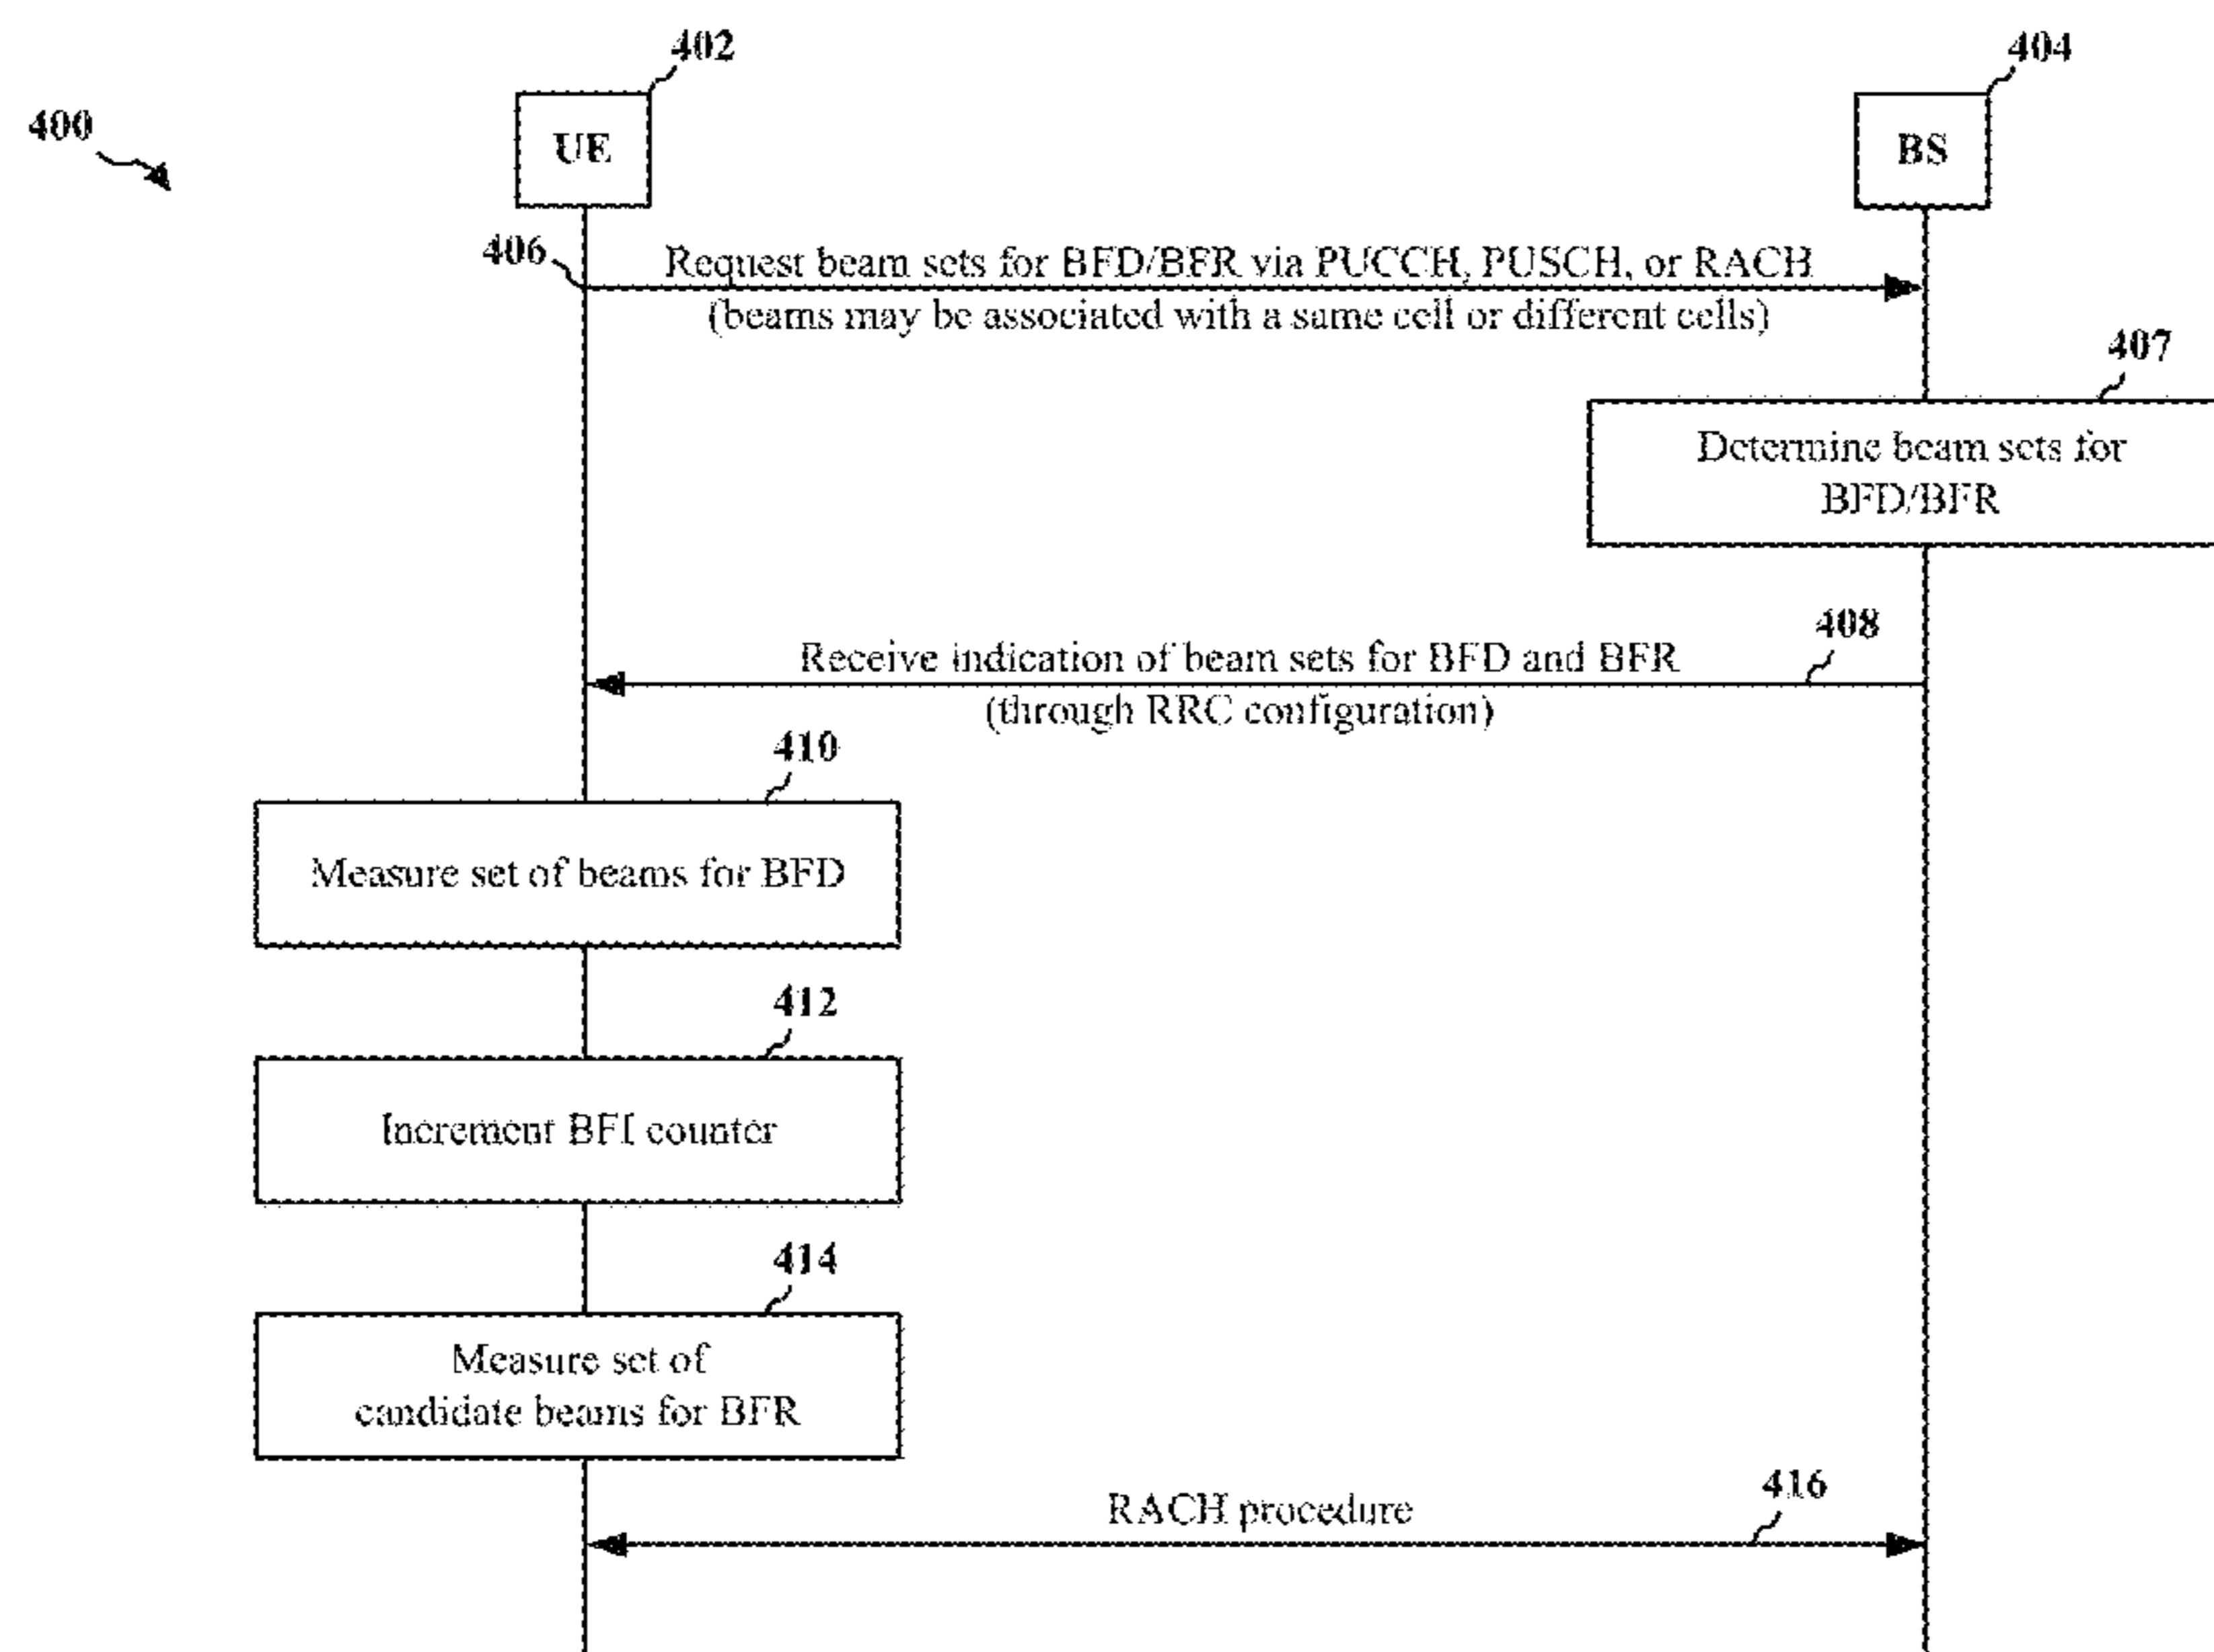 402
404
400
UE
BS
406
Request beam sets for BFD/BFR via PUCCH, PUSCH, or RACH
(beams may be associated with a same cell or different cells)
407
Determine beam sets for
BFD/BFR
408
Receive indication of beam sets for BFD and BFR
(through RRC configuration)
410
Measure set of beams for BFD
412
Increment BFI counter
414
Measure set of
candidate beams for BFR
416
RACH procedure